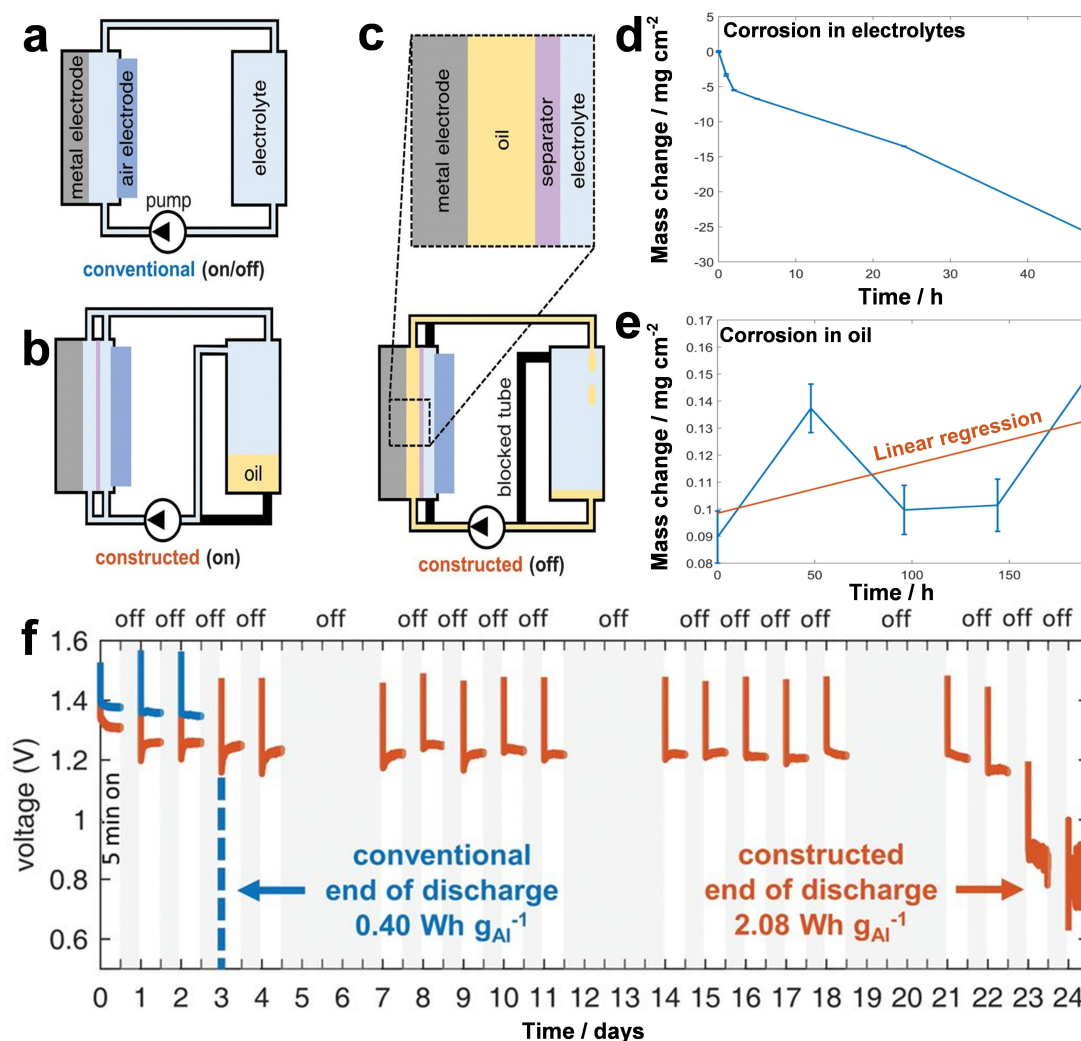 a
metal electrode
air electrode
electrolyte
pump
conventional (on/off)
b
oil
constructed (on)
c
metal electrode
oil
separator
electrolyte
blocked tube
constructed (off)
d
Corrosion in electrolytes
Mass change / mg cm⁻²
5
0
-5
-10
-15
-20
-25
-30
0
10
20
30
40
Time / h
e
Corrosion in oil
Linear regression
Mass change / mg cm⁻²
0.17
0.16
0.15
0.14
0.13
0.12
0.11
0.1
0.09
0.08
0
50
100
150
Time / h
f
off off off off off off off off off off off off off off off off off off off
voltage (V)
1.6
1.4
1.2
1
0.8
0.6
5 min on
conventional
end of discharge
0.40 Wh gAl⁻¹
constructed
end of discharge
2.08 Wh gAl⁻¹
0 1 2 3 4 5 6 7 8 9 10 11 12 13 14 15 16 17 18 19 20 21 22 23 24
Time / days